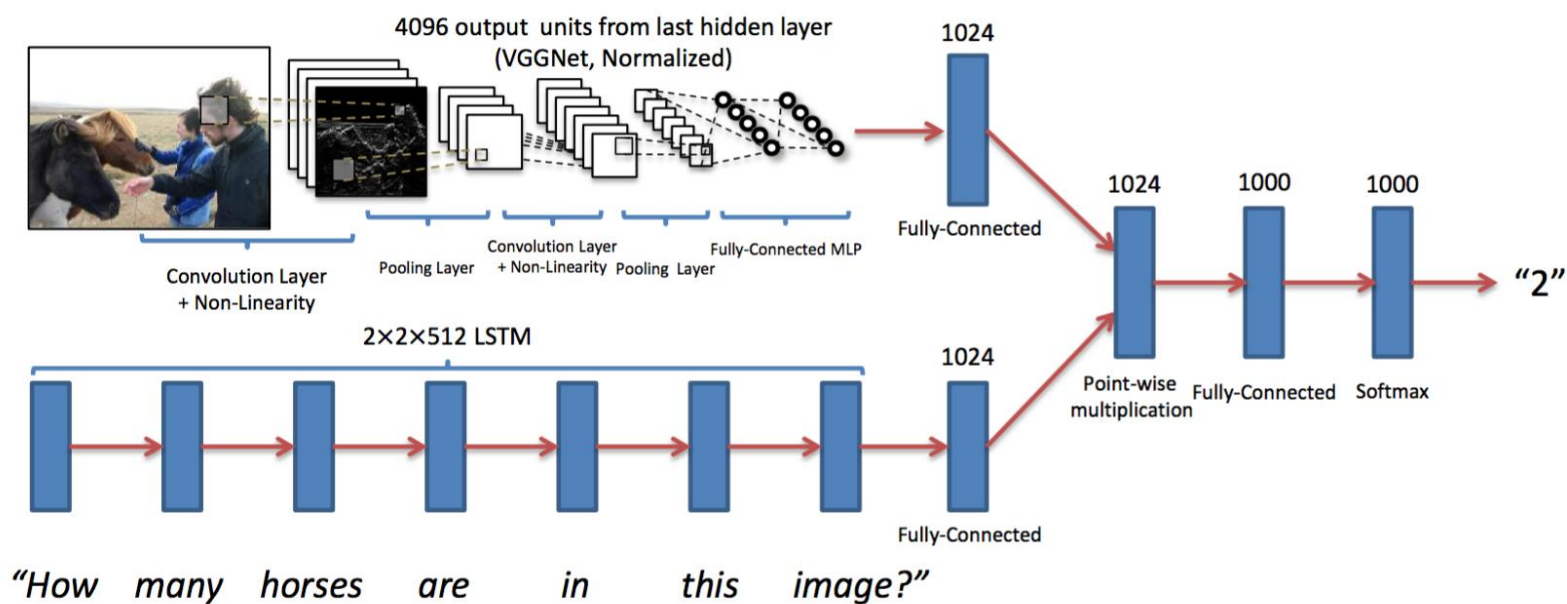 4096 output units from last hidden layer
(VGGNet, Normalized)
Convolution Layer
+ Non-Linearity
Pooling Layer
Convolution Layer
+ Non-Linearity
Pooling Layer
Fully-Connected MLP
1024
Fully-Connected
2×2×512 LSTM
1024
Fully-Connected
"How many horses are in this image?"
1024
Point-wise
multiplication
1000
Fully-Connected
1000
Softmax
“2”